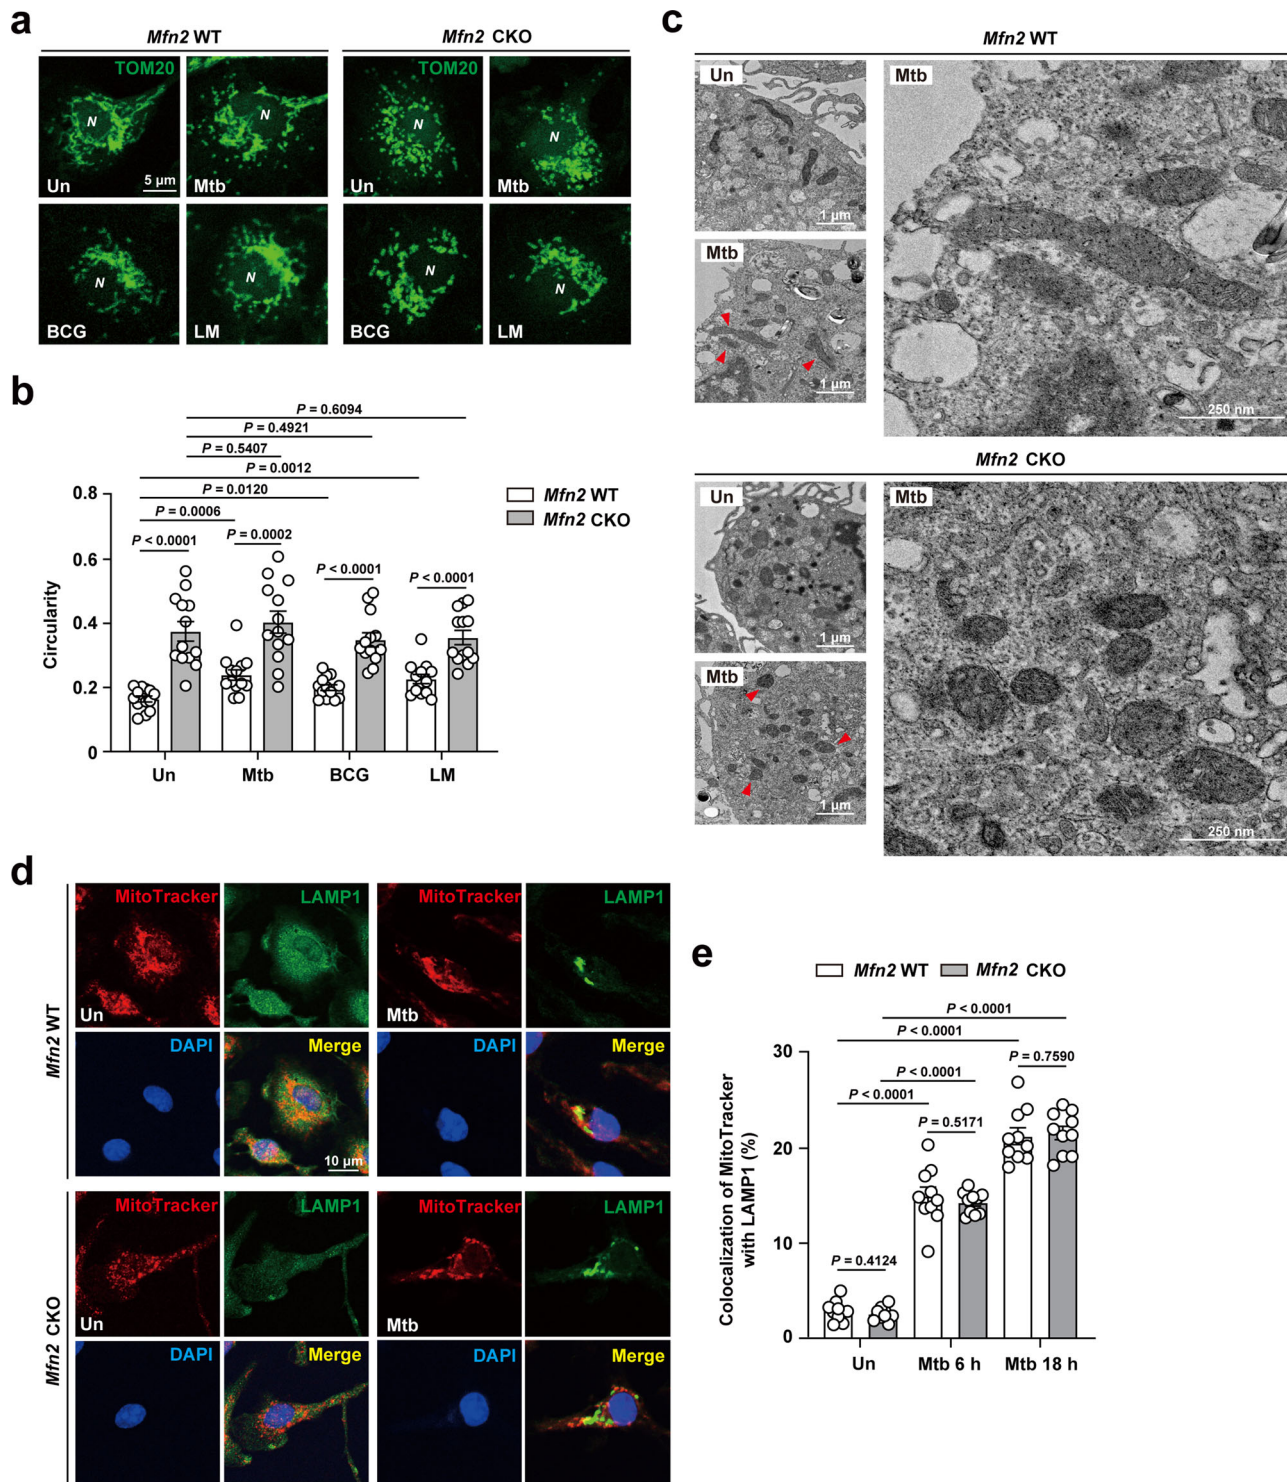 a
Mfn2 WT
Mfn2 CKO
TOM20
TOM20
N
N
N
N
Un
5 µm
Mtb
Un
Mtb
N
N
N
N
BCG
LM
BCG
LM
b
P = 0.6094
P = 0.4921
P = 0.5407
P = 0.0012
P = 0.0120
P = 0.0006
P < 0.0001
P = 0.0002
P < 0.0001
P < 0.0001
Mfn2 WT
Mfn2 CKO
Circularity
0.8
0.6
0.4
0.2
0
Un
Mtb
BCG
LM
c
Mfn2 WT
Un
1 µm
Mtb
1 µm
Mtb
250 nm
Mfn2 CKO
Un
1 µm
Mtb
1 µm
Mtb
250 nm
d
Mfn2 WT
MitoTracker
LAMP1
MitoTracker
LAMP1
Un
Mtb
DAPI
Merge
DAPI
Merge
10 µm
Mfn2 CKO
MitoTracker
LAMP1
MitoTracker
LAMP1
Un
Mtb
DAPI
Merge
DAPI
Merge
e
Mfn2 WT
Mfn2 CKO
P < 0.0001
P < 0.0001
P = 0.7590
P < 0.0001
P < 0.0001
P = 0.5171
P = 0.4124
Colocalization of MitoTracker
with LAMP1 (%)
30
20
10
0
Un
Mtb 6 h
Mtb 18 h